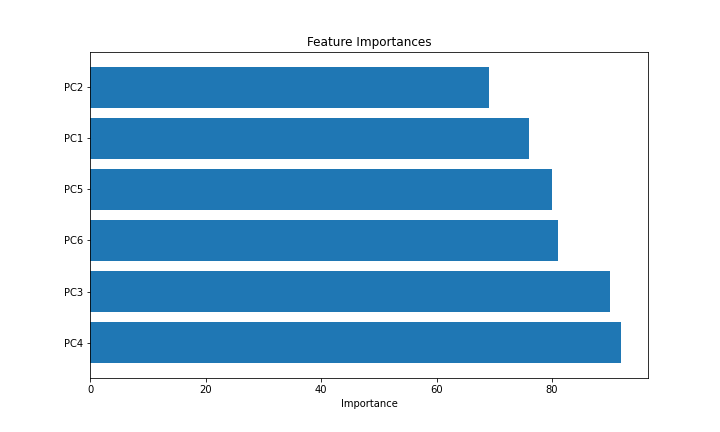 Feature Importances
PC2
PC1
PC5
PC6
PC3
PC4
0 20 40 60 80
Importance